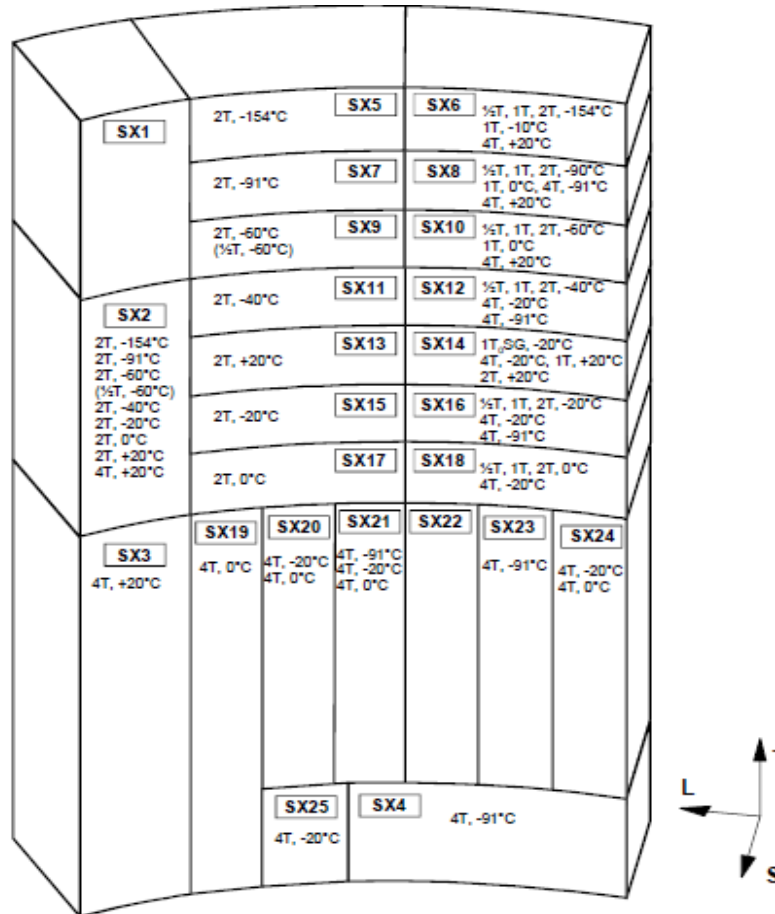 SX1
2T, -154°C
SX5
SX6
½T, 1T, 2T, -154°C
1T, -10°C
4T, +20°C
2T, -91°C
SX7
SX8
½T, 1T, 2T, -90°C
1T, 0°C, 4T, -91°C
4T, +20°C
2T, -60°C
(½T, -60°C)
SX9
SX10
½T, 1T, 2T, -60°C
1T, 0°C
4T, +20°C
SX2
2T, -154°C
2T, -91°C
2T, -60°C
(½T, -60°C)
2T, -40°C
2T, -20°C
2T, 0°C
2T, +20°C
4T, +20°C
2T, -40°C
SX11
SX12
½T, 1T, 2T, -40°C
4T, -20°C
4T, -91°C
2T, +20°C
SX13
SX14
SG, -20°C
4T, -20°C, 1T, +20°C
2T, +20°C
2T, -20°C
SX15
SX16
½T, 1T, 2T, -20°C
4T, -20°C
4T, -91°C
2T, 0°C
SX17
SX18
½T, 1T, 2T, 0°C
4T, -20°C
SX3
4T, +20°C
SX19
4T, 0°C
SX20
4T, -20°C
4T, 0°C
SX21
4T, -91°C
4T, -20°C
4T, 0°C
SX22
SX23
4T, -91°C
SX24
4T, -20°C
4T, 0°C
SX25
4T, -20°C
SX4
4T, -91°C
L
S